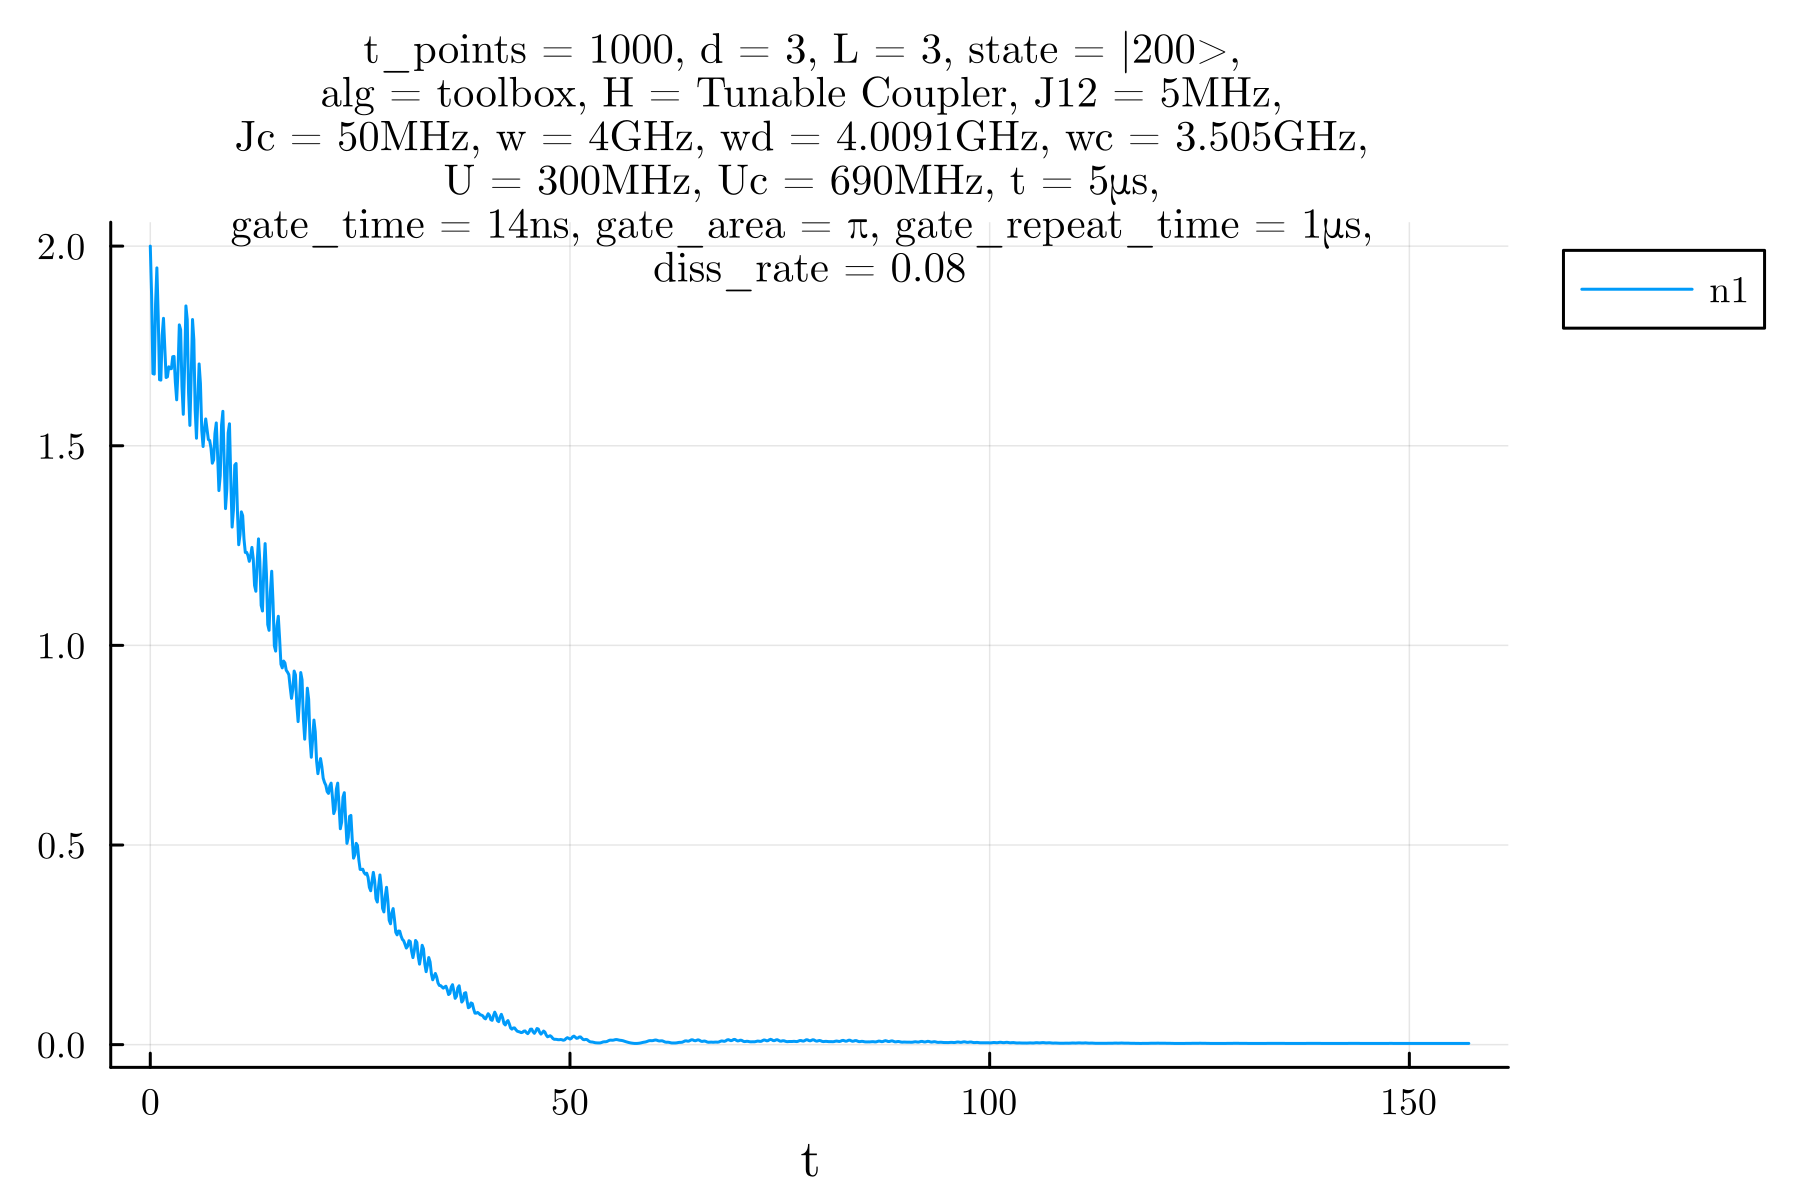 t_points = 1000, d = 3, L = 3, state = |200>,
alg = toolbox, H = Tunable Coupler, J12 = 5MHz,
Jc = 50MHz, w = 4GHz, wd = 4.0091GHz, wc = 3.505GHz,
U = 300MHz, Uc = 690MHz, t = 5μs,
gate_time = 14ns, gate_area = π, gate_repeat_time = 1μs,
diss_rate = 0.08
n1
2.0
1.5
1.0
0.5
0.0
0 50 100 150
t